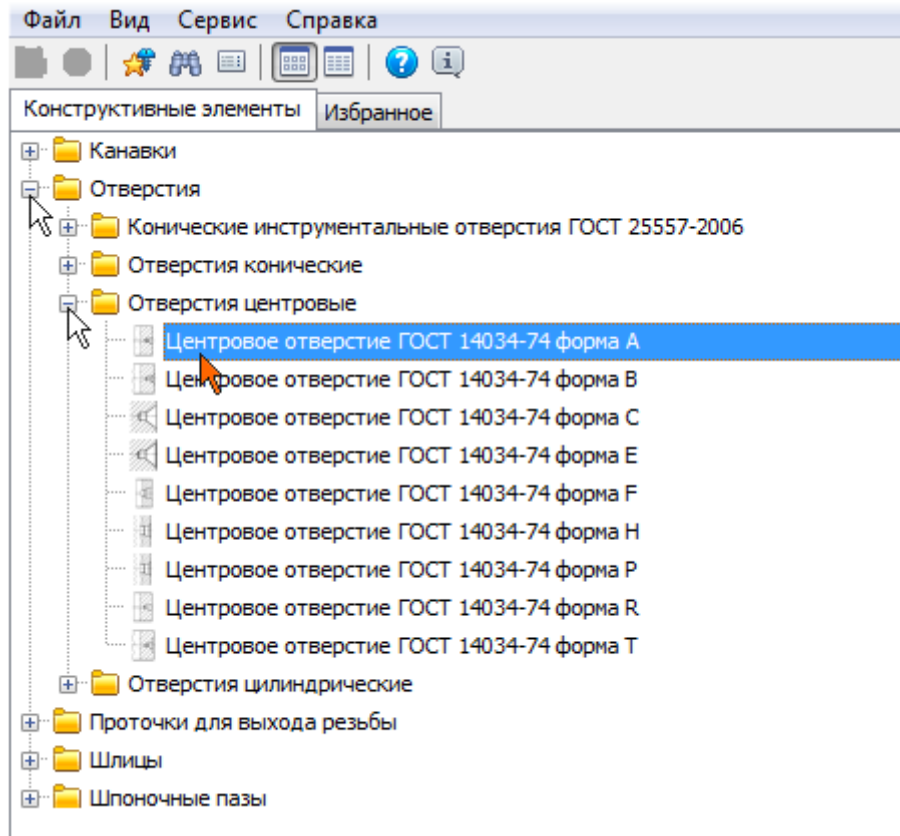 Файл Вид Сервис Справка
Конструктивные элементы Избранное
Канавки
Отверстия
Конические инструментальные отверстия ГОСТ 25557-2006
Отверстия конические
Отверстия центровые
Центровое отверстие ГОСТ 14034-74 форма A
Центровое отверстие ГОСТ 14034-74 форма B
Центровое отверстие ГОСТ 14034-74 форма C
Центровое отверстие ГОСТ 14034-74 форма E
Центровое отверстие ГОСТ 14034-74 форма F
Центровое отверстие ГОСТ 14034-74 форма H
Центровое отверстие ГОСТ 14034-74 форма P
Центровое отверстие ГОСТ 14034-74 форма R
Центровое отверстие ГОСТ 14034-74 форма T
Отверстия цилиндрические
Проточки для выхода резьбы
Шлицы
Шпоночные пазы